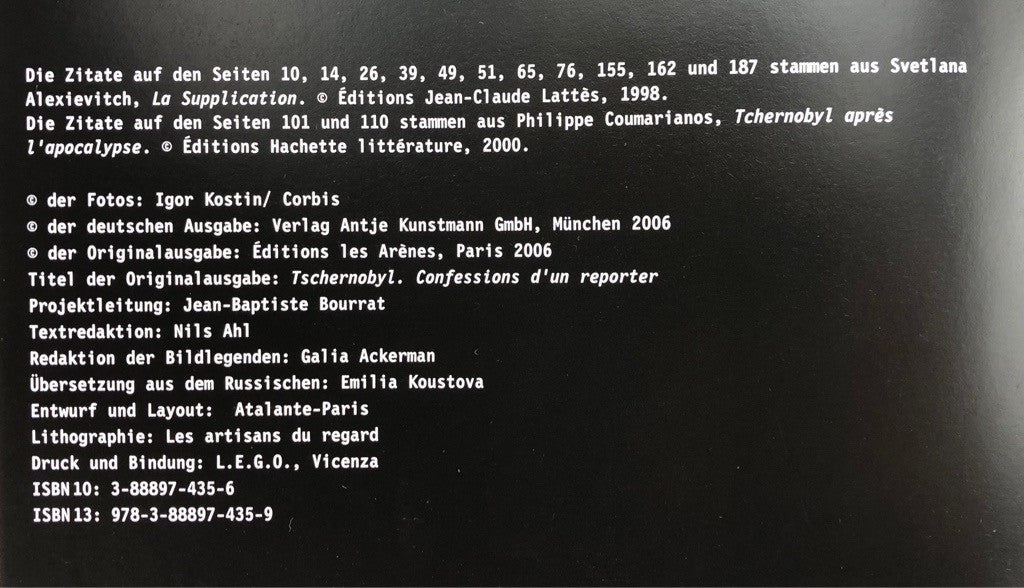 Die Zitate auf den Seiten 10, 14, 26, 39, 49, 51, 65, 76, 155, 162 und 187 stammen aus Svetlana
Alexievitch, La Supplication. © Éditions Jean-Claude Lattès, 1998.
Die Zitate auf den Seiten 101 und 110 stammen aus Philippe Coumarianos, Tchernobyl après
l'apocalypse. © Éditions Hachette littérature, 2000.
© der Fotos: Igor Kostin/ Corbis
© der deutschen Ausgabe: Verlag Antje Kunstmann GmbH, München 2006
© der Originalausgabe: Éditions les Arènes, Paris 2006
Titel der Originalausgabe: Tschernobyl. Confessions d'un reporter
Projektleitung: Jean-Baptiste Bourrat
Textredaktion: Nils Ahl
Redaktion der Bildlegenden: Galia Ackerman
Übersetzung aus dem Russischen: Emilia Koustova
Entwurf und Layout:  Atalante-Paris
Lithographie: Les artisans du regard
Druck und Bindung: L.E.G.O., Vicenza
ISBN10: 3-88897-435-6
ISBN13: 978-3-88897-435-9